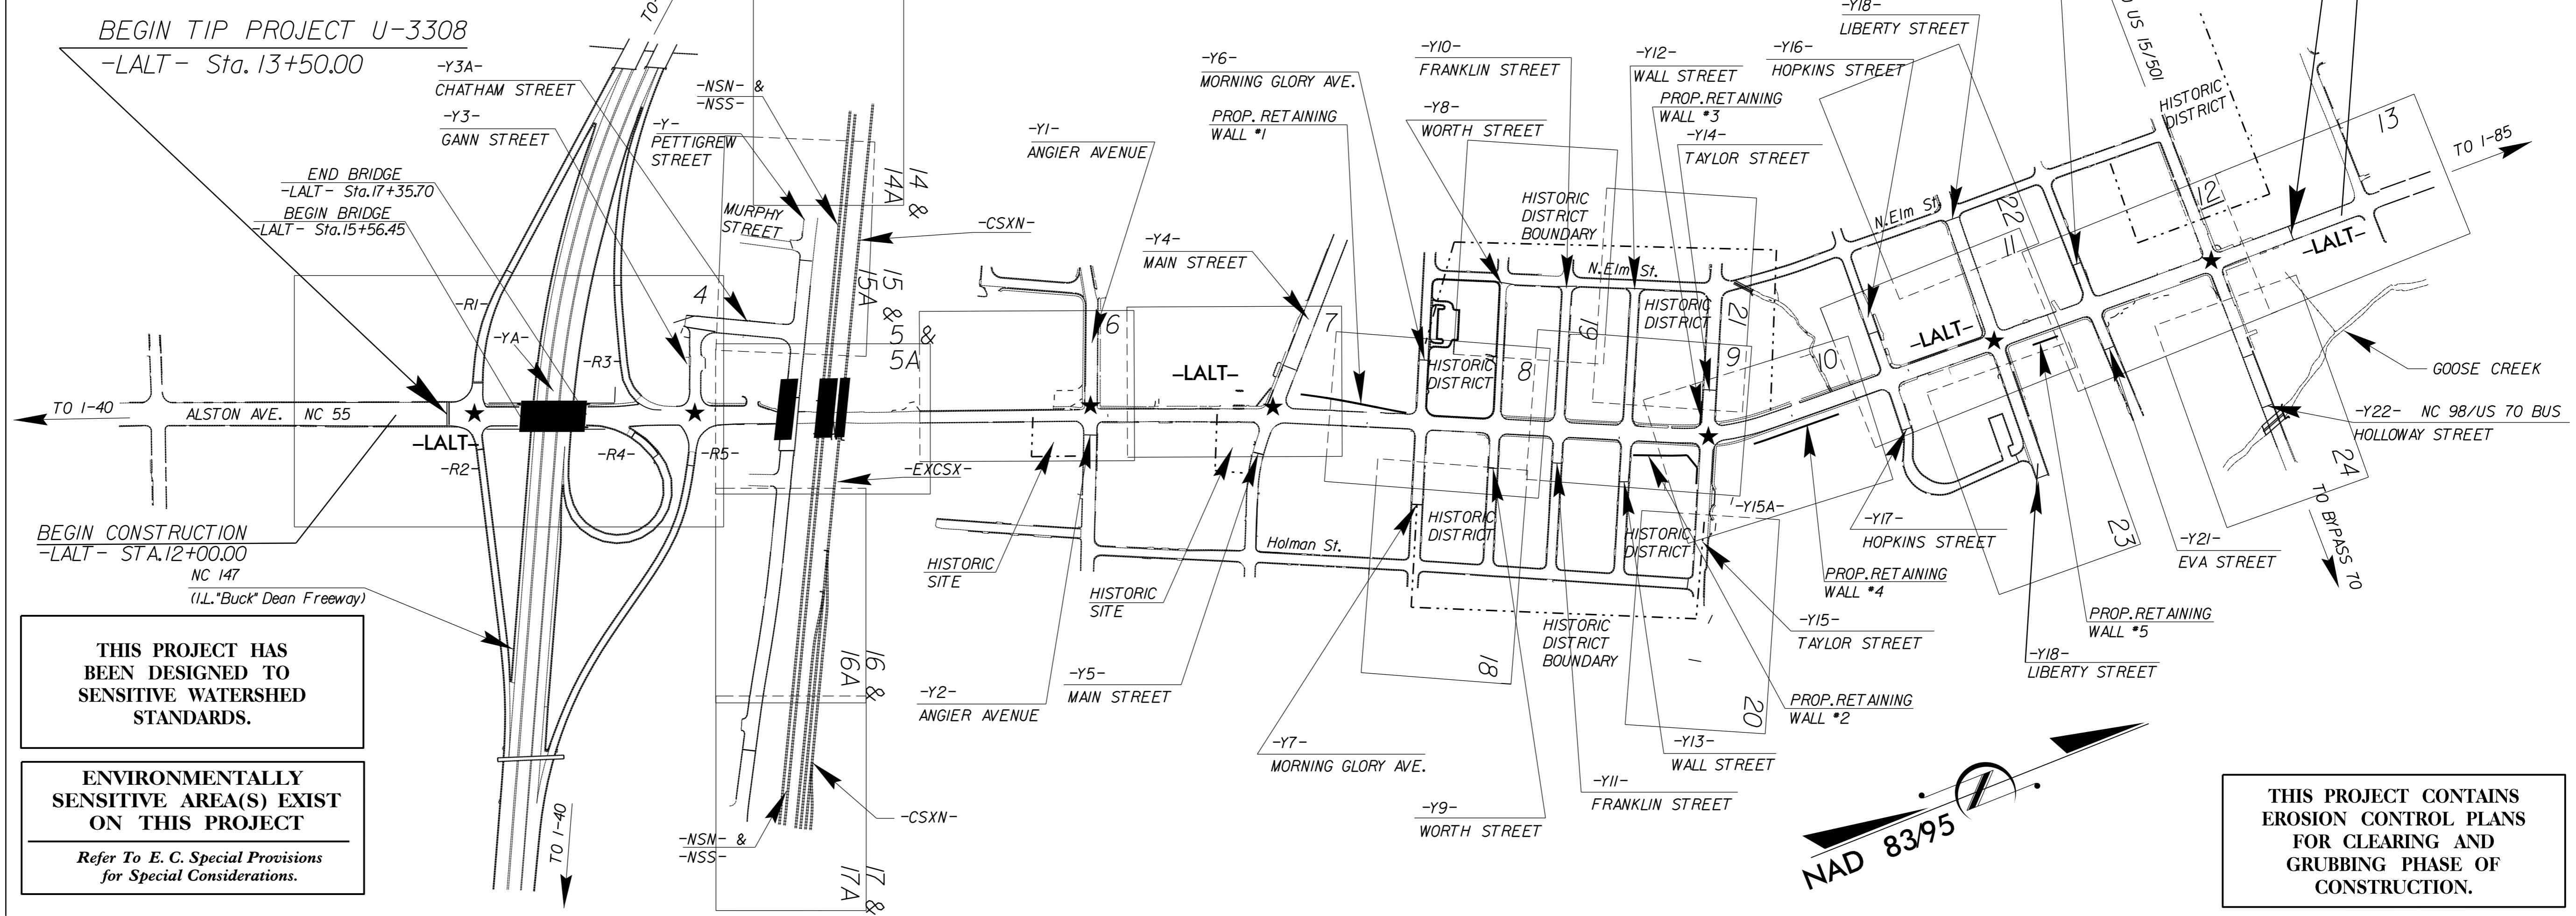 BEGIN TIP PROJECT U-3308
-LALT- Sta. 13+50.00
-Y3A-
CHATHAM STREET
-Y3-
GANN STREET
END BRIDGE
-LALT- Sta.17+35.70
BEGIN BRIDGE
-LALT- Sta.15+56.45
-NSN- &
-NSS-
-Y-
PETTIGREW
STREET
MURPHY
STREET
14 &
14A
15 &
15A
-CSXN-
-Y1-
ANGIER AVENUE
-Y4-
MAIN STREET
-Y6-
MORNING GLORY AVE.
PROP. RETAINING
WALL #1
-Y10-
FRANKLIN STREET
-Y8-
WORTH STREET
-Y12-
WALL STREET
PROP. RETAINING
WALL #3
-Y14-
TAYLOR STREET
-Y16-
HOPKINS STREET
-Y18-
LIBERTY STREET
US 15/501
HISTORIC
DISTRICT
13
TO I-85
12
-LALT-
N.Elm St.
22
11
HISTORIC
DISTRICT
BOUNDARY
N.Elm St.
HISTORIC
DISTRICT
19
21
TO-
-R1-
-YA-
-R3-
4
5 &
5A
6
-LALT-
7
HISTORIC
DISTRICT
8
9
10
-LALT-
GOOSE CREEK
TO I-40
ALSTON AVE. NC 55
-LALT-
-R2-
-R4-
-R5-
-EXCSX-
-Y22- NC 98/US 70 BUS
HOLLOWAY STREET
24
TO BYPASS 70
BEGIN CONSTRUCTION
-LALT- STA.12+00.00
NC 147
(I.L."Buck" Dean Freeway)
HISTORIC
SITE
HISTORIC
SITE
Holman St.
HISTORIC
DISTRICT
HISTORIC
DISTRICT
-Y15A-
-Y17-
HOPKINS STREET
23
-Y21-
EVA STREET
PROP. RETAINING
WALL #4
PROP. RETAINING
WALL #5
-Y18-
LIBERTY STREET
-Y15-
TAYLOR STREET
HISTORIC
DISTRICT
BOUNDARY
PROP. RETAINING
WALL #2
16 &
16A
18
20
-Y2-
ANGIER AVENUE
-Y5-
MAIN STREET
-Y7-
MORNING GLORY AVE.
-Y13-
WALL STREET
-Y11-
FRANKLIN STREET
-Y9-
WORTH STREET
-CSXN-
-NSN- &
-NSS-
17 &
17A
TO I-40
THIS PROJECT HAS
BEEN DESIGNED TO
SENSITIVE WATERSHED
STANDARDS.
ENVIRONMENTALLY
SENSITIVE AREA(S) EXIST
ON THIS PROJECT
Refer To E. C. Special Provisions
for Special Considerations.
NAD 83/95
THIS PROJECT CONTAINS
EROSION CONTROL PLANS
FOR CLEARING AND
GRUBBING PHASE OF
CONSTRUCTION.